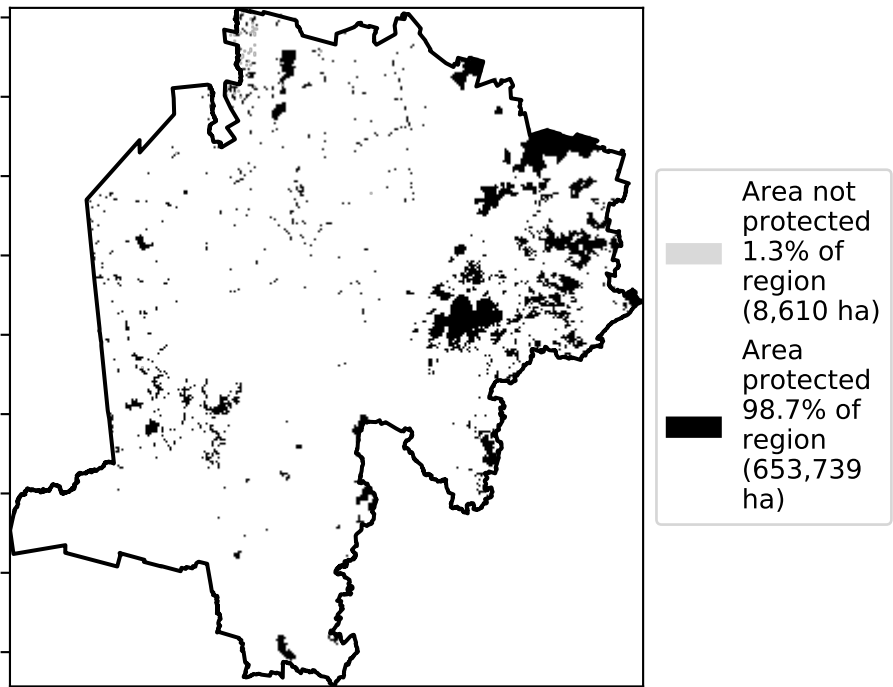 Area not
protected
1.3% of
region
(8,610 ha)
Area
protected
98.7% of
region
(653,739
ha)